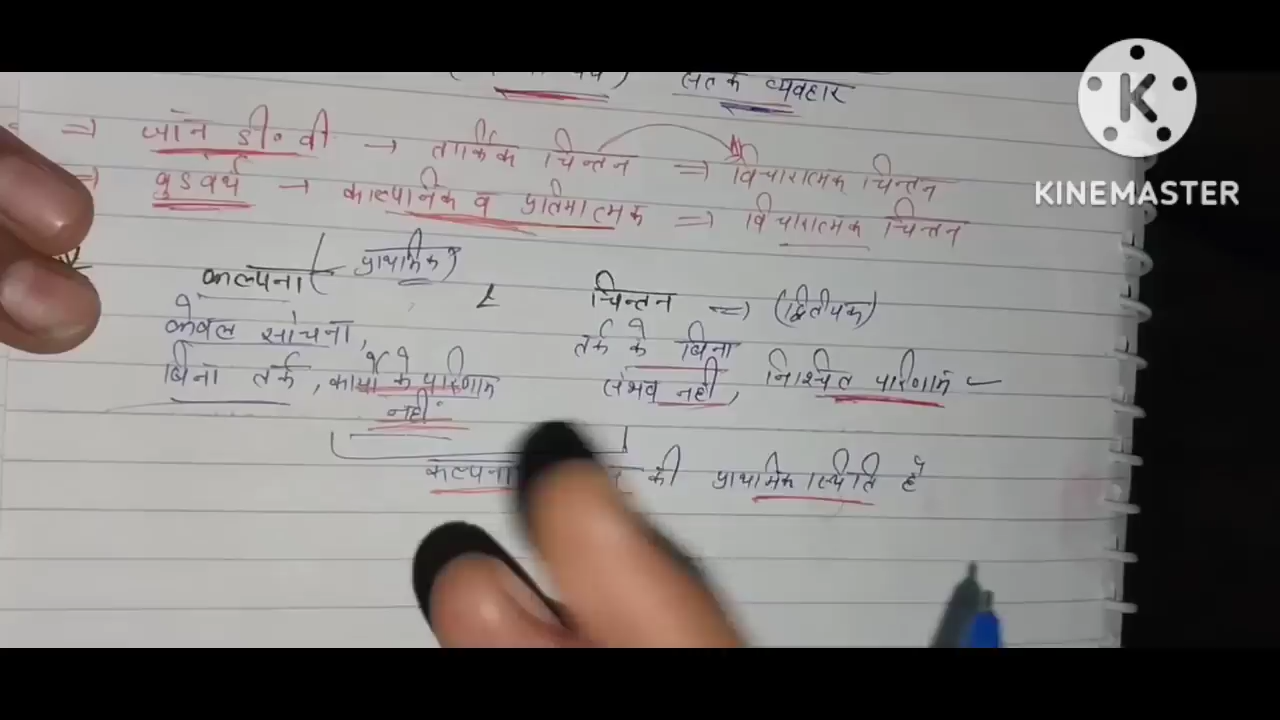 सतर्क व्यवहार
K
KINEMASTER
⇒ जॉन डी. वी → तार्किक चिन्तन ⇒ विचारात्मक चिन्तन
⇒ वुडवर्थ → काल्पनिक व प्रतिमात्मक ⇒ विचारात्मक चिन्तन
कल्पना (प्राथमिक)
चिन्तन ⇒ (द्वितीयक)
केवल सोचना,
बिना तर्क, कार्यो के परिणाम
नही
तर्क के बिना
संभव नही, निश्चित परिणाम
कल्पना की प्राथमिक स्थिति है